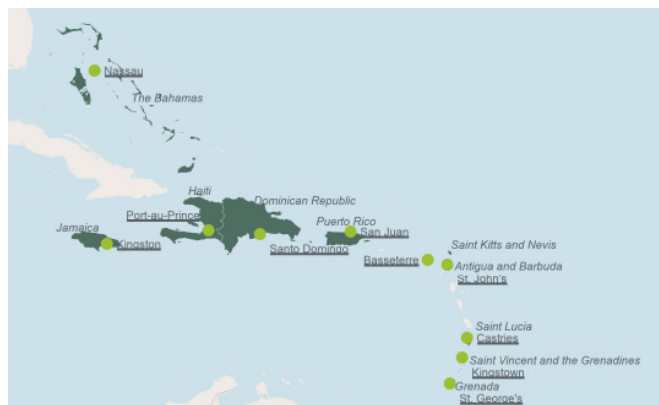 Nassau
The Bahamas
Haiti
Dominican Republic
Port-au-Prince
Puerto Rico
Jamaica
San Juan
Kingston
Santo Domingo
Saint Kitts and Nevis
Basseterre
Antigua and Barbuda
St. John's
Saint Lucia
Castries
Saint Vincent and the Grenadines
Kingstown
Grenada
St. George's